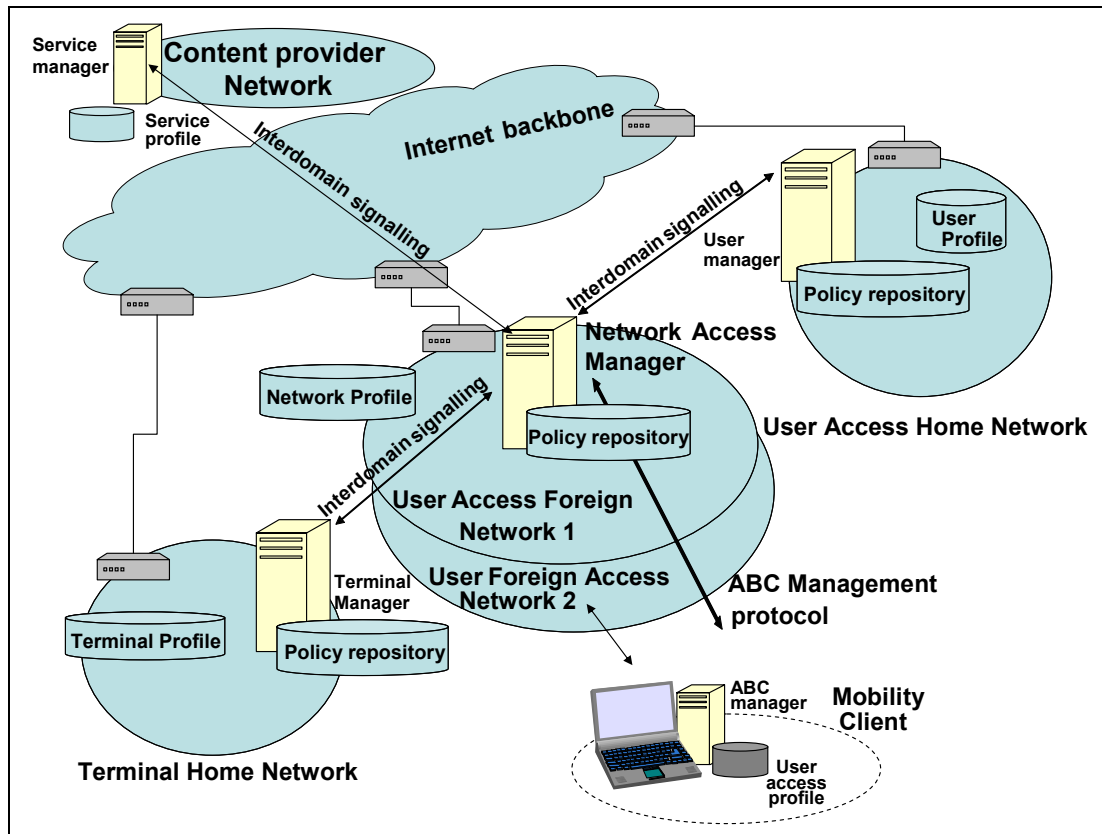 Service
manager
Content provider
Network
Service
profile
Internet backbone
Interdomain signalling
Interdomain signalling
User
manager
User
Profile
Policy repository
Network Access
Manager
Network Profile
Policy repository
User Access Home Network
Interdomain signalling
User Access Foreign
Network 1
User Foreign Access
Network 2
ABC Management
protocol
Terminal
Manager
Terminal Profile
Policy repository
Terminal Home Network
ABC
manager
Mobility
Client
User
access
profile